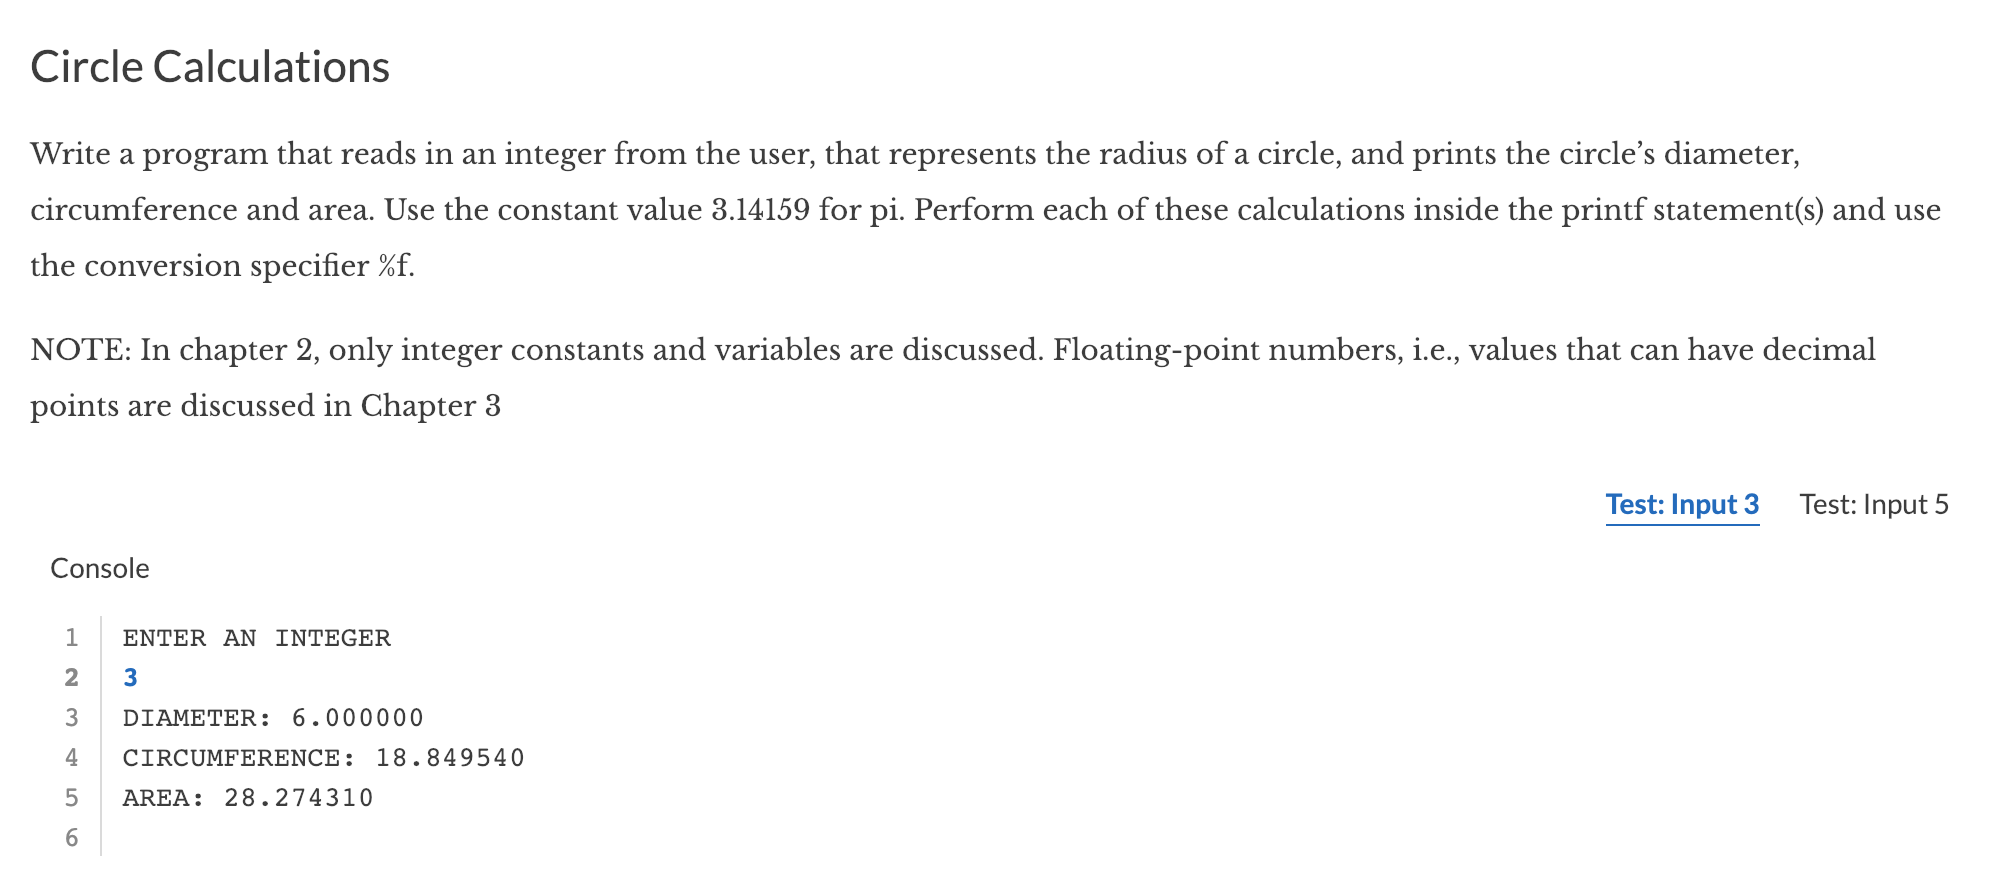 Circle Calculations
Write a program that reads in an integer from the user, that represents the radius of a circle, and prints the circle’s diameter,
circumference and area. Use the constant value 3.14159 for pi. Perform each of these calculations inside the printf statement(s) and use
the conversion specifier %f.
NOTE: In chapter 2, only integer constants and variables are discussed. Floating-point numbers, i.e., values that can have decimal
points are discussed in Chapter 3
Test: Input 3 Test: Input 5
Console
1 ENTER AN INTEGER
2 3
3 DIAMETER: 6.000000
4 CIRCUMFERENCE: 18.849540
5 AREA: 28.274310
6